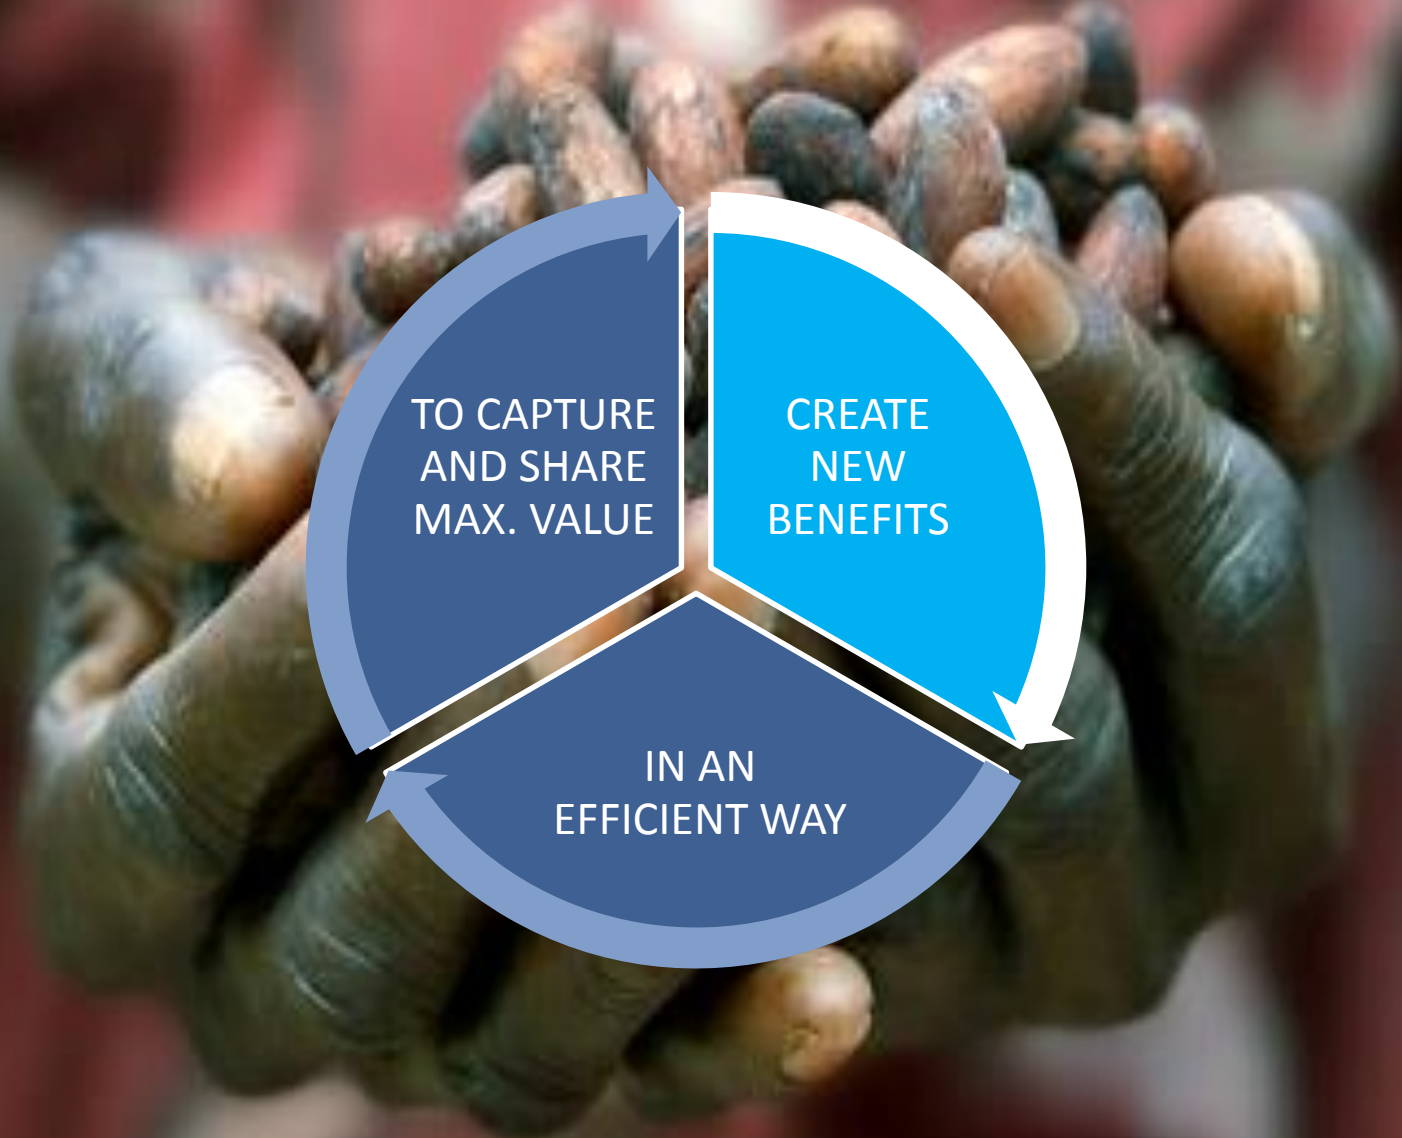 CREATE
NEW
BENEFITS
IN AN
EFFICIENT WAY
TO CAPTURE
AND SHARE
MAX. VALUE